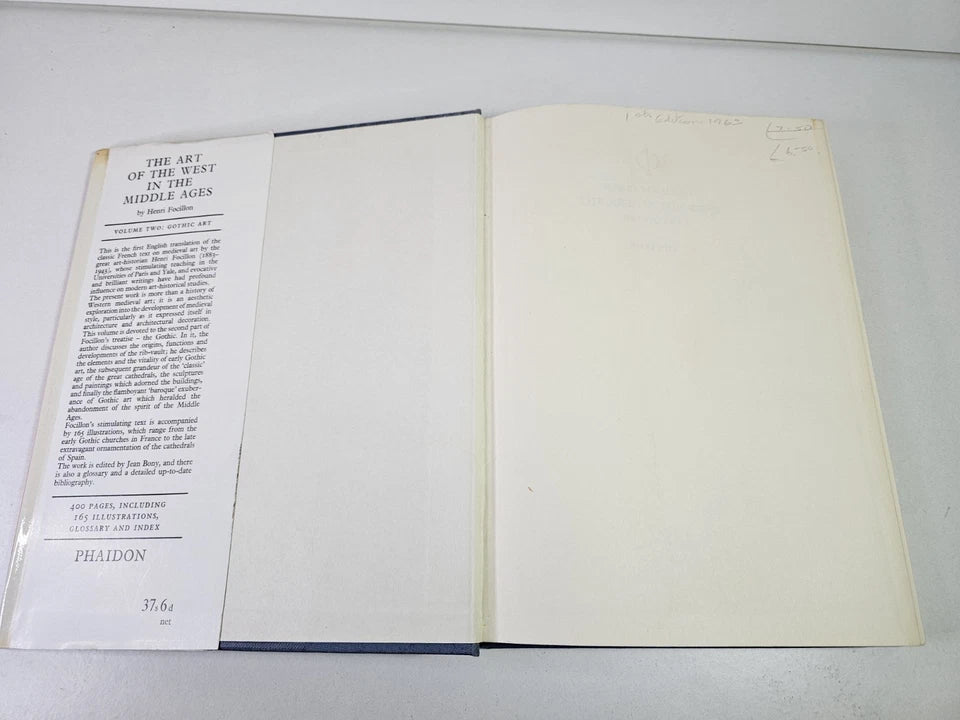 THE ART
OF THE WEST
IN THE
MIDDLE AGES
by Henri Focillon
VOLUME TWO: GOTHIC ART
This is the first English translation of the
classic French text on medieval art by the
great art-historian Henri Focillon (1883–
1943), whose stimulating teaching in the
Universities of Paris and Yale, and evocative
and brilliant writings have had profound
influence on modern art-historical studies.
The present work is more than a history of
Western medieval art; it is an aesthetic
exploration into the development of medieval
style, particularly as it expressed itself in
architecture and architectural decoration.
This volume is devoted to the second part of
Focillon's treatise – the Gothic. In it, the
author discusses the origins, functions and
developments of the rib-vault; he describes
the elements and the vitality of early Gothic
art, the subsequent grandeur of the 'classic'
age of the great cathedrals, the sculptures
and paintings which adorned the buildings,
and finally the flamboyant 'baroque' exuber-
ance of Gothic art which heralded the
abandonment of the spirit of the Middle
Ages.
Focillon's stimulating text is accompanied
by 165 illustrations, which range from the
early Gothic churches in France to the late
extravagant ornamentation of the cathedrals
of Spain.
The work is edited by Jean Bony, and there
is also a glossary and a detailed up-to-date
bibliography.
400 PAGES, INCLUDING
165 ILLUSTRATIONS,
GLOSSARY AND INDEX
PHAIDON
37s 6d
net
£7-50
£6-50